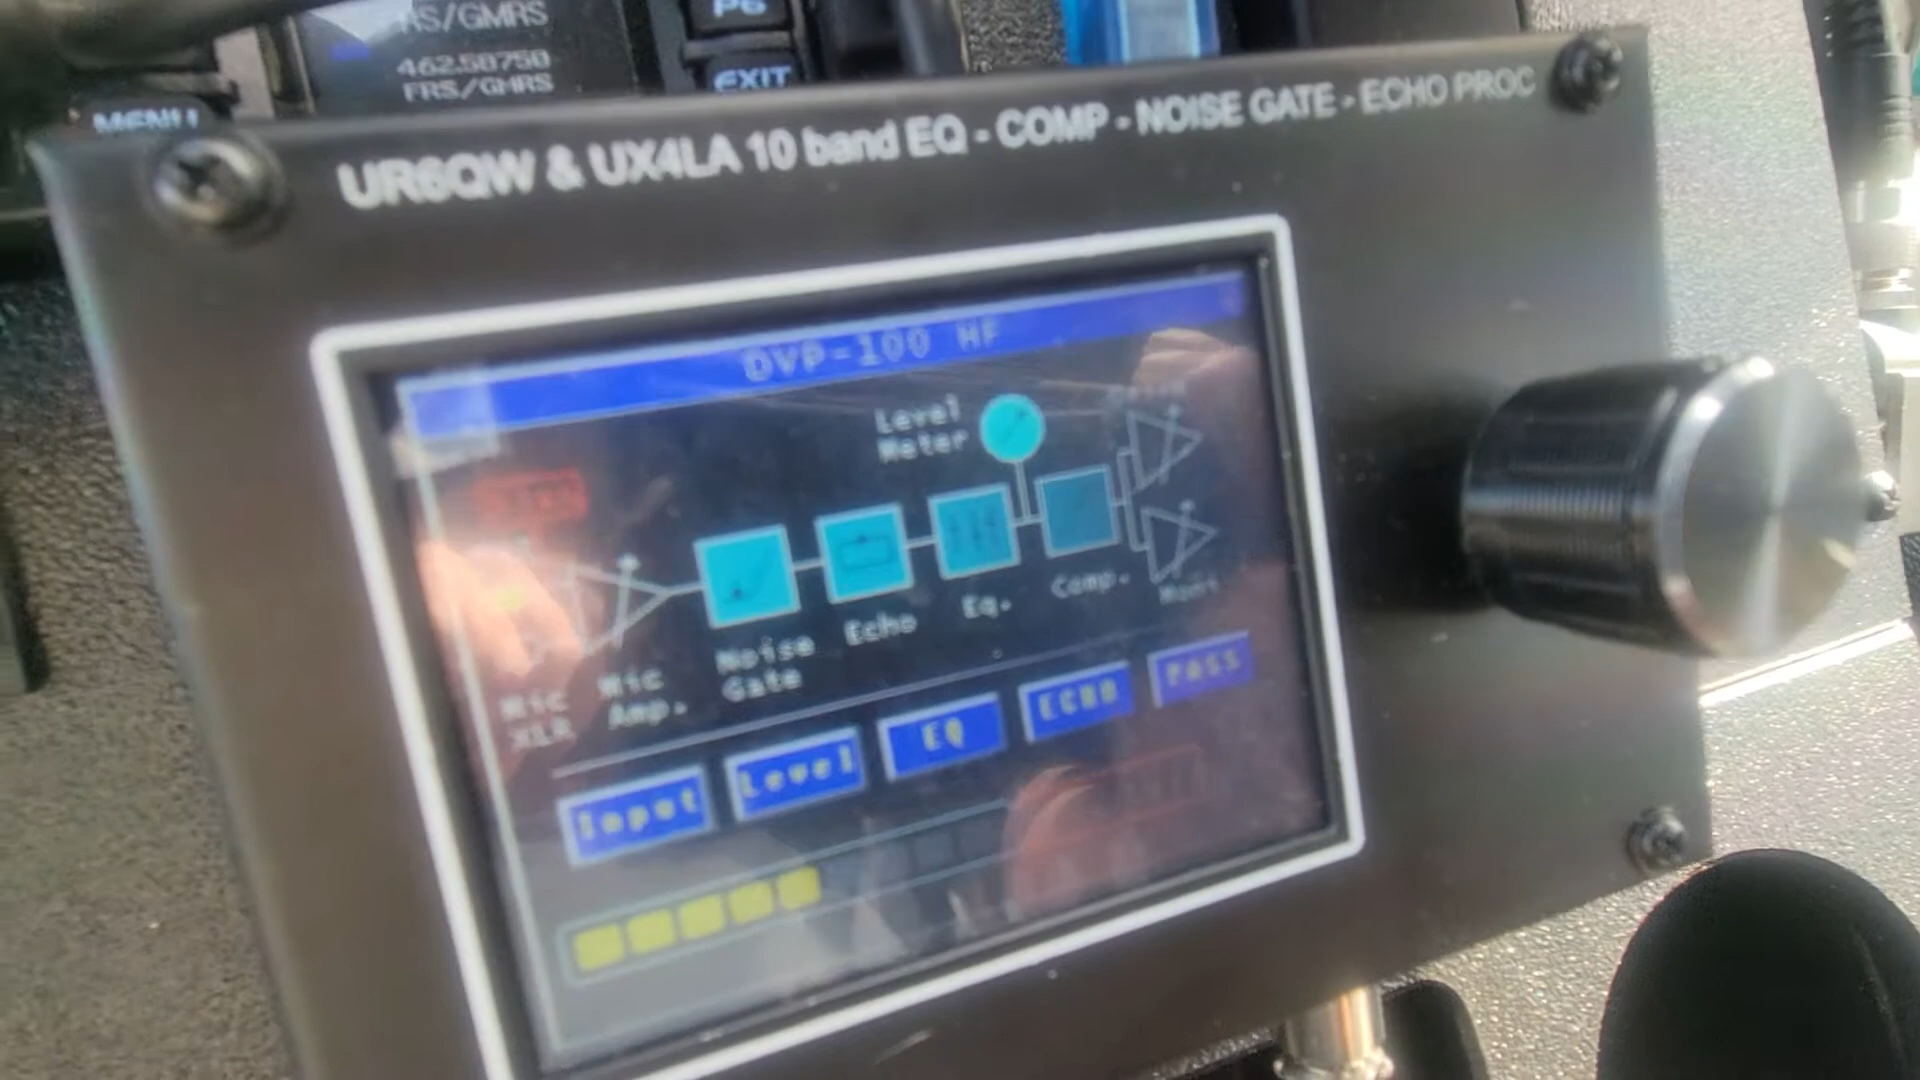 FRS/GMRS
P6
462.58750
FRS/GMRS
EXIT
MENU
UR6QW & UX4LA 10 band EQ - COMP - NOISE GATE - ECHO PROC
DVP-100 HF
Level
Meter
Noise
Gate
Echo
Eq.
Comp.
Mic
XLR
Mic
Amp.
Input
Level
EQ
ECHO
PASS